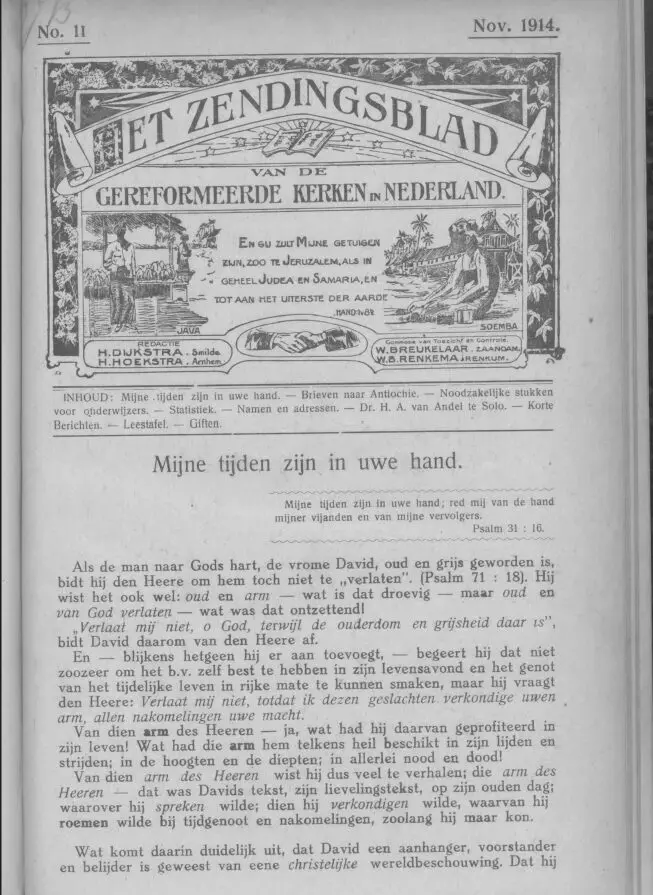 No. 11
Nov. 1914.
HET ZENDINGSBLAD
VAN DE
GEREFORMEERDE KERKEN IN NEDERLAND.
EN GIJ ZULT MIJNE GETUIGEN
ZIJN, ZOO TE JERUZALEM, ALS IN
GEHEEL JUDEA EN SAMARIA, EN
TOT AAN HET UITERSTE DER AARDE
HAND. 1v8b
JAVA
SOEMBA
REDACTIE
H. DIJKSTRA. Smilde.
H. HOEKSTRA. Arnhem.
Commissie van Toezicht en Controle.
W. BREUKELAAR. ZAANDAM.
W.B. RENKEMA. RENKUM.
INHOUD: Mijne tijden zijn in uwe hand. — Brieven naar Antiochie. — Noodzakelijke stukken
voor onderwijzers. — Statistiek. — Namen en adressen. — Dr. H. A. van Andel te Solo. — Korte
Berichten. — Leestafel. — Giften.
Mijne tijden zijn in uwe hand.
Mijne tijden zijn in uwe hand; red mij van de hand
mijner vijanden en van mijne vervolgers.
Psalm 31 : 16.
Als de man naar Gods hart, de vrome David, oud en grijs geworden is,
bidt hij den Heere om hem toch niet te „verlaten”. (Psalm 71 : 18). Hij
wist het ook wel: oud en arm — wat is dat droevig — maar oud en
van God verlaten — wat was dat ontzettend!
„Verlaat mij niet, o God, terwijl de ouderdom en grijsheid daar is”,
bidt David daarom van den Heere af.
En — blijkens hetgeen hij er aan toevoegt, — begeert hij dat niet
zoozeer om het b.v. zelf best te hebben in zijn levensavond en het genot
van het tijdelijke leven in rijke mate te kunnen smaken, maar hij vraagt
den Heere: Verlaat mij niet, totdat ik dezen geslachten verkondige uwen
arm, allen nakomelingen uwe macht.
Van dien arm des Heeren — ja, wat had hij daarvan geprofiteerd in
zijn leven! Wat had die arm hem telkens heil beschikt in zijn lijden en
strijden; in de hoogten en de diepten; in allerlei nood en dood!
Van dien arm des Heeren wist hij dus veel te verhalen; die arm des
Heeren — dat was Davids tekst, zijn lievelingstekst, op zijn ouden dag;
waarover hij spreken wilde; dien hij verkondigen wilde, waarvan hij
roemen wilde bij tijdgenoot en nakomelingen, zoolang hij maar kon.
Wat komt daarin duidelijk uit, dat David een aanhanger, voorstander
en belijder is geweest van eene christelijke wereldbeschouwing. Dat hij